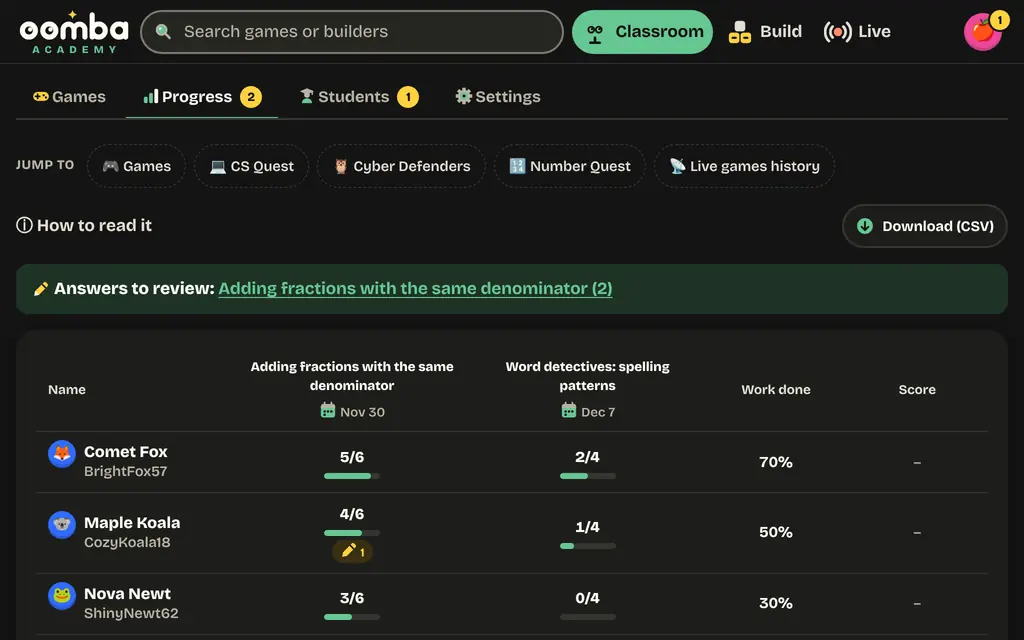 oomba
ACADEMY
Search games or builders
Classroom
Build
Live
1
Games
Progress 2
Students 1
Settings
JUMP TO
Games
CS Quest
Cyber Defenders
Number Quest
Live games history
How to read it
Download (CSV)
Answers to review: Adding fractions with the same denominator (2)
Name
Adding fractions with the same
denominator
Nov 30
Word detectives: spelling
patterns
Dec 7
Work done
Score
Comet Fox
BrightFox57
5/6
2/4
70%
–
Maple Koala
CozyKoala18
4/6
1
1/4
50%
–
Nova Newt
ShinyNewt62
3/6
0/4
30%
–